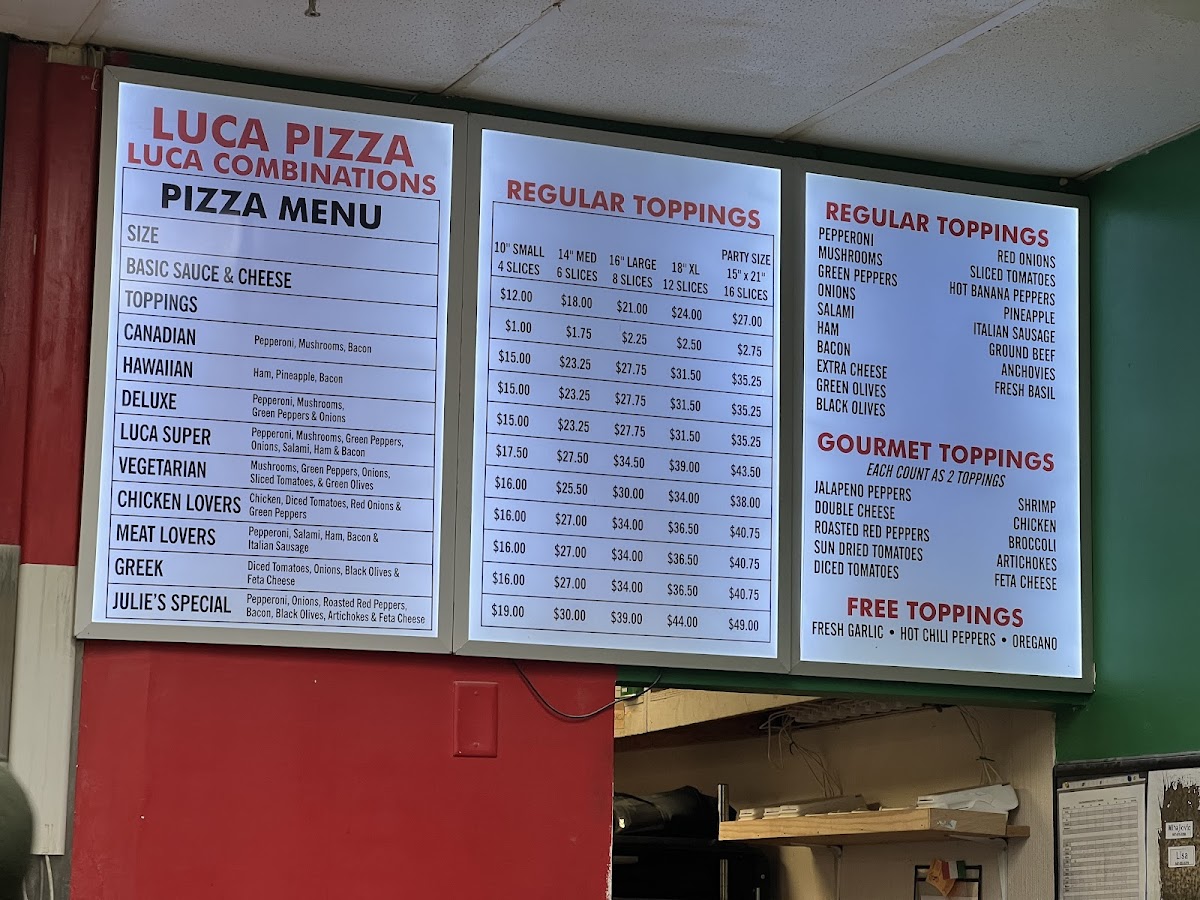 LUCA PIZZA
LUCA COMBINATIONS
PIZZA MENU
SIZE
BASIC SAUCE & CHEESE
TOPPINGS
CANADIAN Pepperoni, Mushrooms, Bacon
HAWAIIAN Ham, Pineapple, Bacon
DELUXE Pepperoni, Mushrooms,
Green Peppers & Onions
LUCA SUPER Pepperoni, Mushrooms, Green Peppers,
Onions, Salami, Ham & Bacon
VEGETARIAN Mushrooms, Green Peppers, Onions,
Sliced Tomatoes, & Green Olives
CHICKEN LOVERS Chicken, Diced Tomatoes, Red Onions &
Green Peppers
MEAT LOVERS Pepperoni, Salami, Ham, Bacon &
Italian Sausage
GREEK Diced Tomatoes, Onions, Black Olives &
Feta Cheese
JULIE'S SPECIAL Pepperoni, Onions, Roasted Red Peppers,
Bacon, Black Olives, Artichokes & Feta Cheese
REGULAR TOPPINGS
10" SMALL 14" MED 16" LARGE 18" XL PARTY SIZE
4 SLICES 6 SLICES 8 SLICES 12 SLICES 15" x 21"
16 SLICES
$12.00 $18.00 $21.00 $24.00 $27.00
$1.00 $1.75 $2.25 $2.50 $2.75
$15.00 $23.25 $27.75 $31.50 $35.25
$15.00 $23.25 $27.75 $31.50 $35.25
$15.00 $23.25 $27.75 $31.50 $35.25
$17.50 $27.50 $34.50 $39.00 $43.50
$16.00 $25.50 $30.00 $34.00 $38.00
$16.00 $27.00 $34.00 $36.50 $40.75
$16.00 $27.00 $34.00 $36.50 $40.75
$16.00 $27.00 $34.00 $36.50 $40.75
$19.00 $30.00 $39.00 $44.00 $49.00
REGULAR TOPPINGS
PEPPERONI
MUSHROOMS
GREEN PEPPERS
ONIONS
SALAMI
HAM
BACON
EXTRA CHEESE
GREEN OLIVES
BLACK OLIVES
RED ONIONS
SLICED TOMATOES
HOT BANANA PEPPERS
PINEAPPLE
ITALIAN SAUSAGE
GROUND BEEF
ANCHOVIES
FRESH BASIL
GOURMET TOPPINGS
EACH COUNT AS 2 TOPPINGS
JALAPENO PEPPERS
DOUBLE CHEESE
ROASTED RED PEPPERS
SUN DRIED TOMATOES
DICED TOMATOES
SHRIMP
CHICKEN
BROCCOLI
ARTICHOKES
FETA CHEESE
FREE TOPPINGS
FRESH GARLIC • HOT CHILI PEPPERS • OREGANO
Lisa